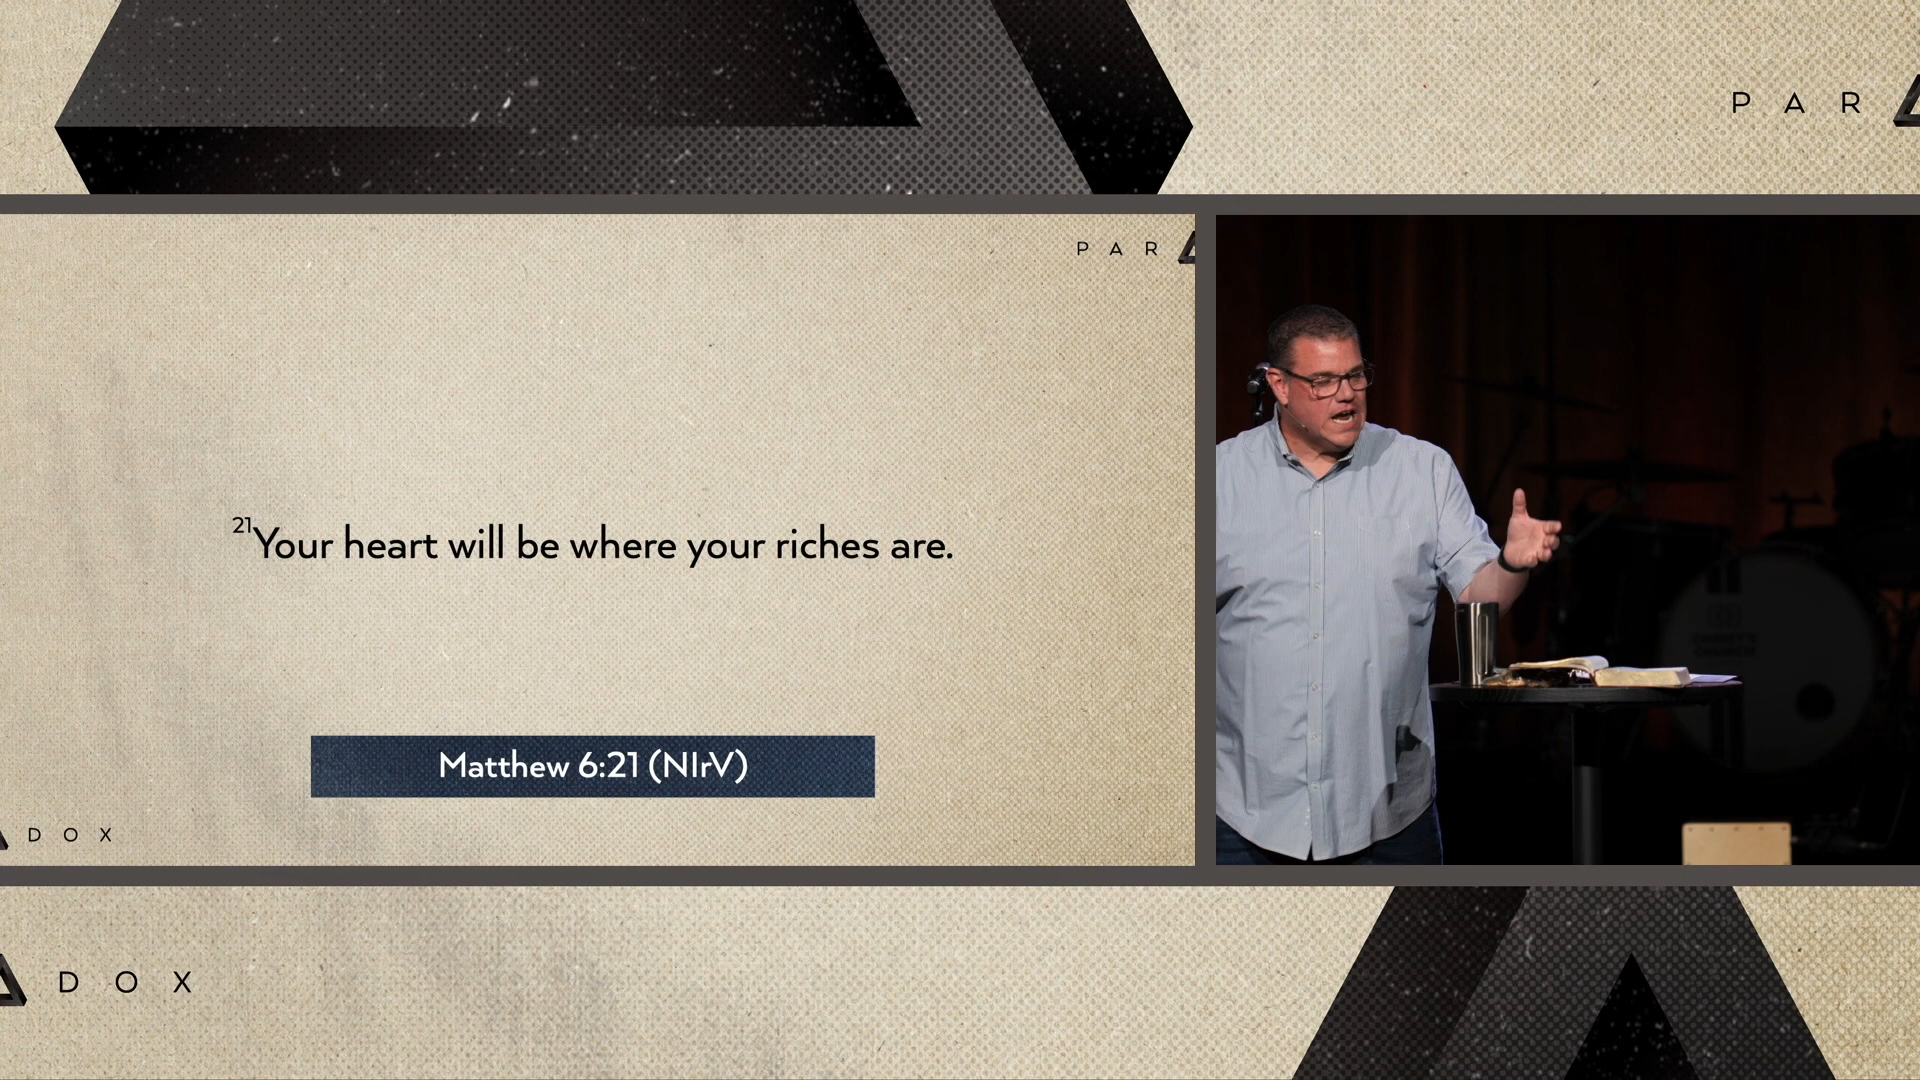 P A R
P A R
21Your heart will be where your riches are.
Matthew 6:21 (NIrV)
D O X
D O X